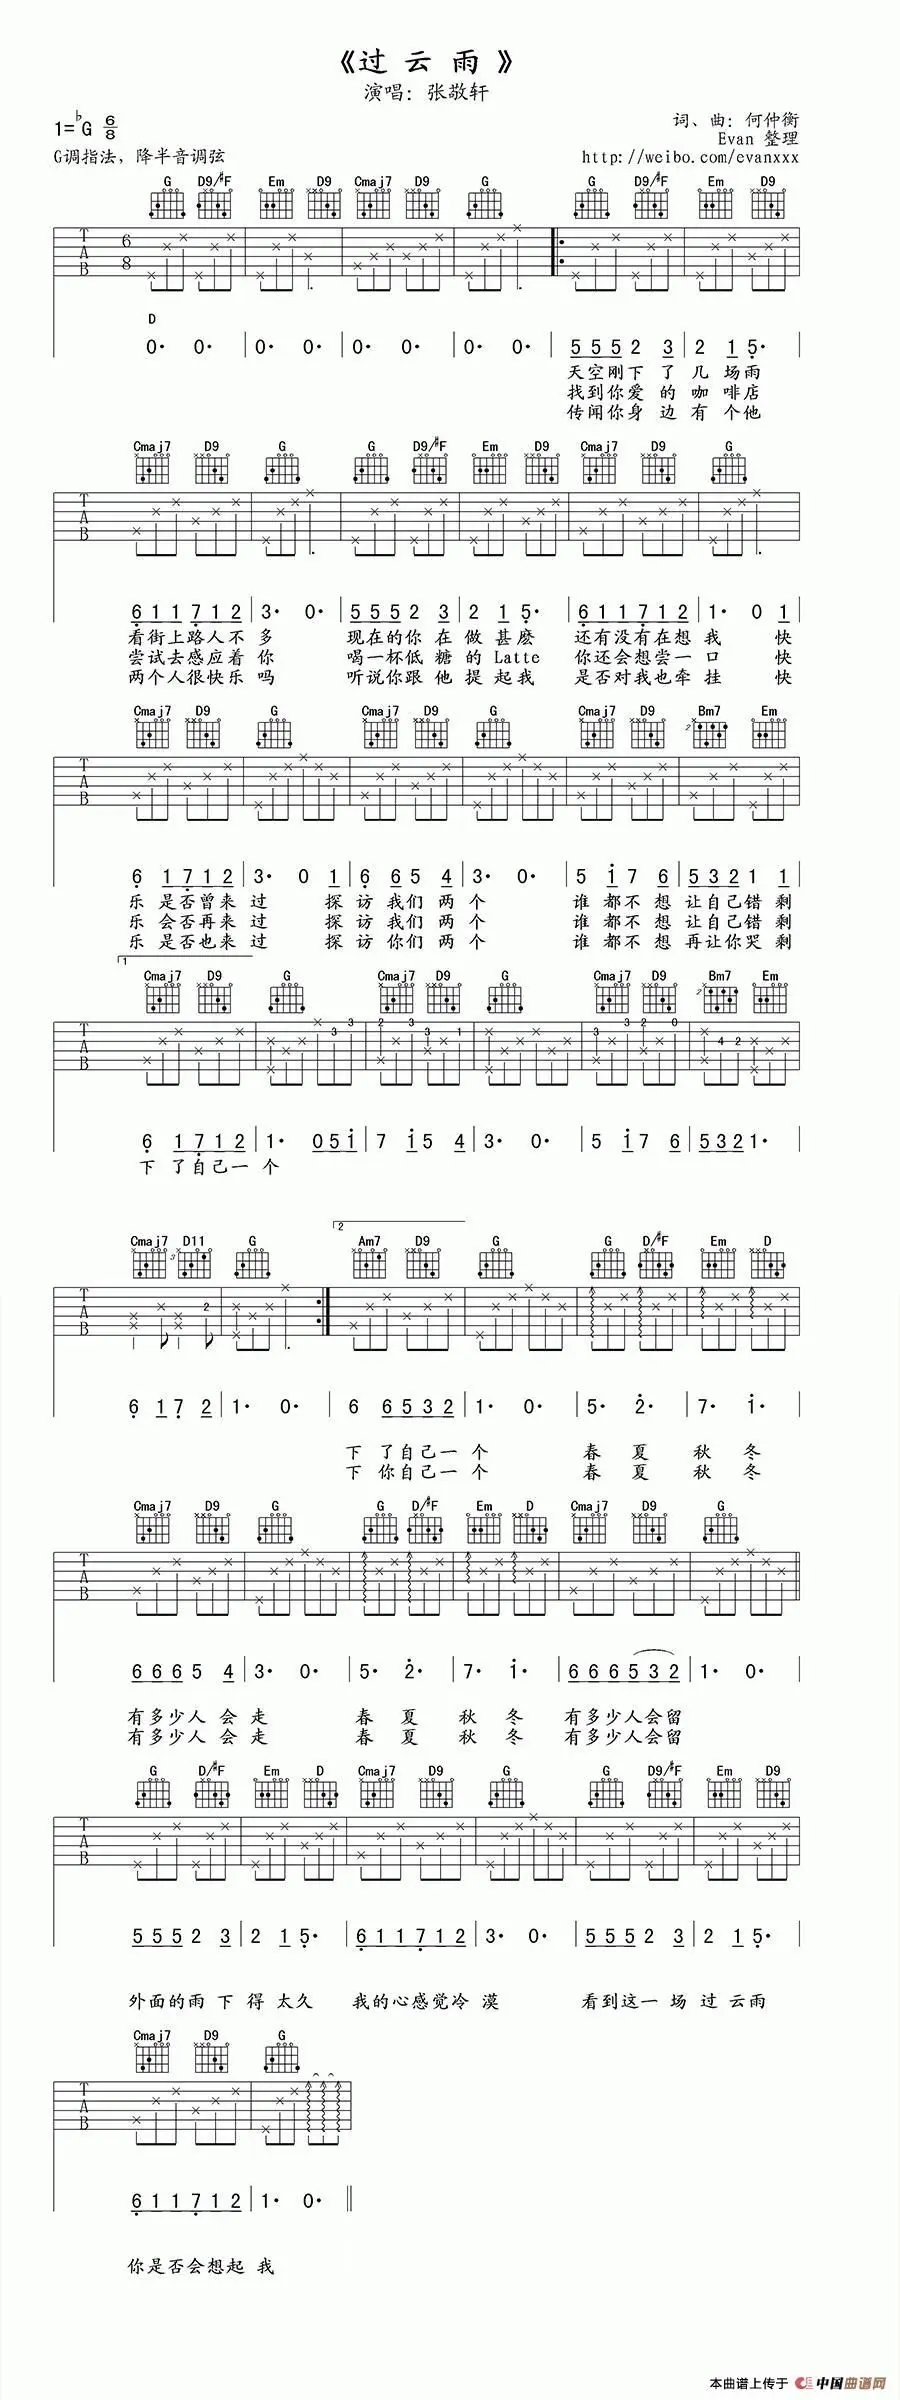 《过云雨》
演唱：张敬轩
1=♭G 6/8
词、曲：何仲衡
Evan 整理
G调指法，降半音调弦
http://weibo.com/evanxxx
G D9/#F Em D9 Cmaj7 D9 G G D9/#F Em D9
T A B 6/8
D
0· 0· 0· 0· 0· 0· 0· 0· 5 5 5 2 3 2 1 5·
天空刚下了几场雨
找到你爱的咖啡店
传闻你身边有个他
Cmaj7 D9 G G D9/#F Em D9 Cmaj7 D9 G
T A B
6 1 1 7 1 2 3· 0· 5 5 5 2 3 2 1 5· 6 1 1 7 1 2 1· 0 1
看街上路人不多 现在的你在做甚麽 还有没有在想我 快
尝试去感应着你 喝一杯低糖的Latte 你还会想尝一口 快
两个人很快乐吗 听说你跟他提起我 是否对我也牵挂 快
Cmaj7 D9 G Cmaj7 D9 G Cmaj7 D9 Bm7 Em
T A B
6 1 7 1 2 3· 0 1 6 6 5 4 3· 0· 5 i 7 6 5 3 2 1 1
乐是否曾来过 探访我们两个 谁都不想让自己错剩
乐会否再来过 探访我们两个 谁都不想让自己错剩
乐是否也来过 探访你们两个 谁都不想再让你哭剩
1
Cmaj7 D9 G Cmaj7 D9 G Cmaj7 D9 Bm7 Em
T A B 3 3 2 3 3 1 3 3 2 0 4 2
6 1 7 1 2 1· 0 5 i 7 i 5 4 3· 0· 5 i 7 6 5 3 2 1·
下了自己一个
2
Cmaj7 D11 G Am7 D9 G G D/#F Em D
T A B 2
6 1 7 2 1· 0· 6 6 5 3 2 1· 0· 5· 2· 7· i·
下了自己一个 春夏秋冬
下你自己一个 春夏秋冬
Cmaj7 D9 G G D/#F Em D Cmaj7 D9 G
T A B
6 6 6 5 4 3· 0· 5· 2· 7· i· 6 6 6 5 3 2 1· 0·
有多少人会走 春夏秋冬 有多少人会留
有多少人会走 春夏秋冬 有多少人会留
G D/#F Em D Cmaj7 D9 G G D9/#F Em D9
T A B
5 5 5 2 3 2 1 5· 6 1 1 7 1 2 3· 0· 5 5 5 2 3 2 1 5·
外面的雨下得太久 我的心感觉冷漠 看到这一场过云雨
Cmaj7 D9 G
T A B
6 1 1 7 1 2 1· 0·
你是否会想起我
本曲谱上传于 中国曲谱网